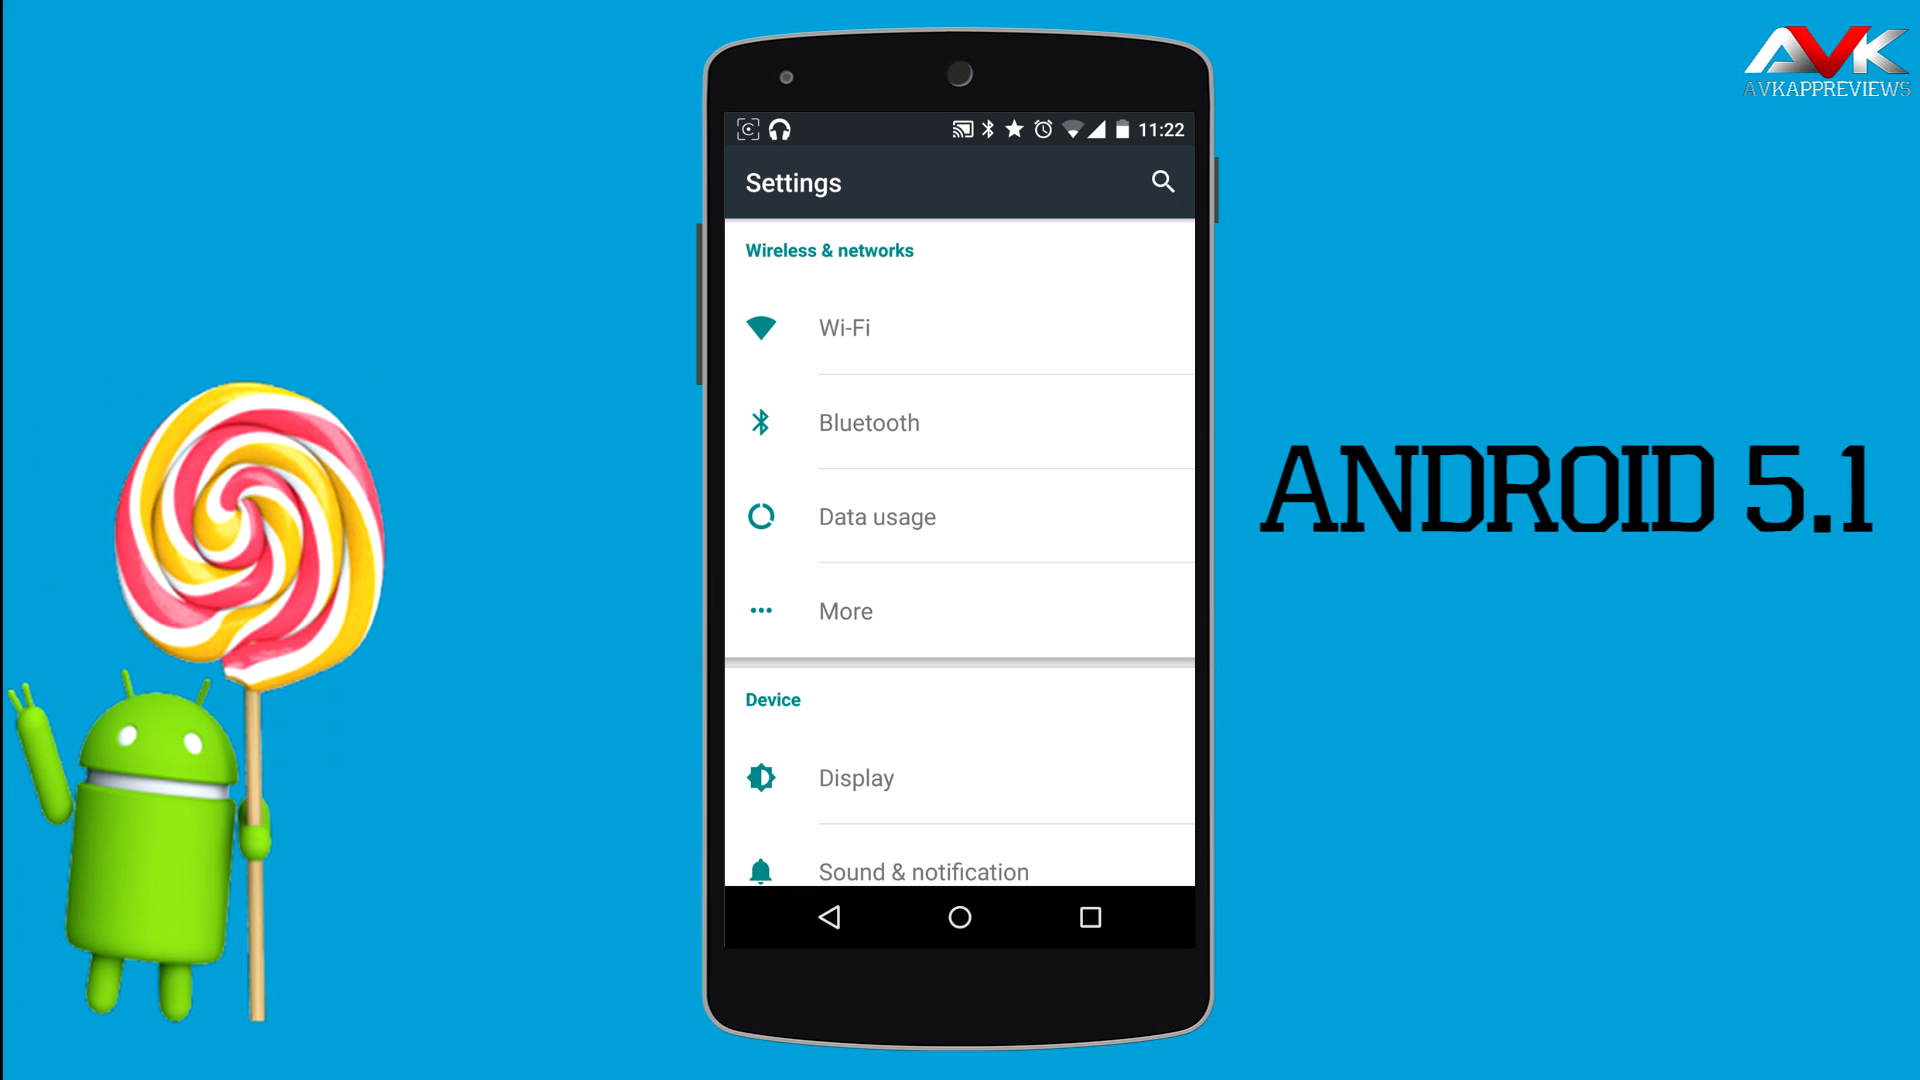 AVK
AVKAPPREVIEWS
11:22
Settings
Wireless & networks
Wi-Fi
Bluetooth
Data usage
More
Device
Display
Sound & notification
ANDROID 5.1